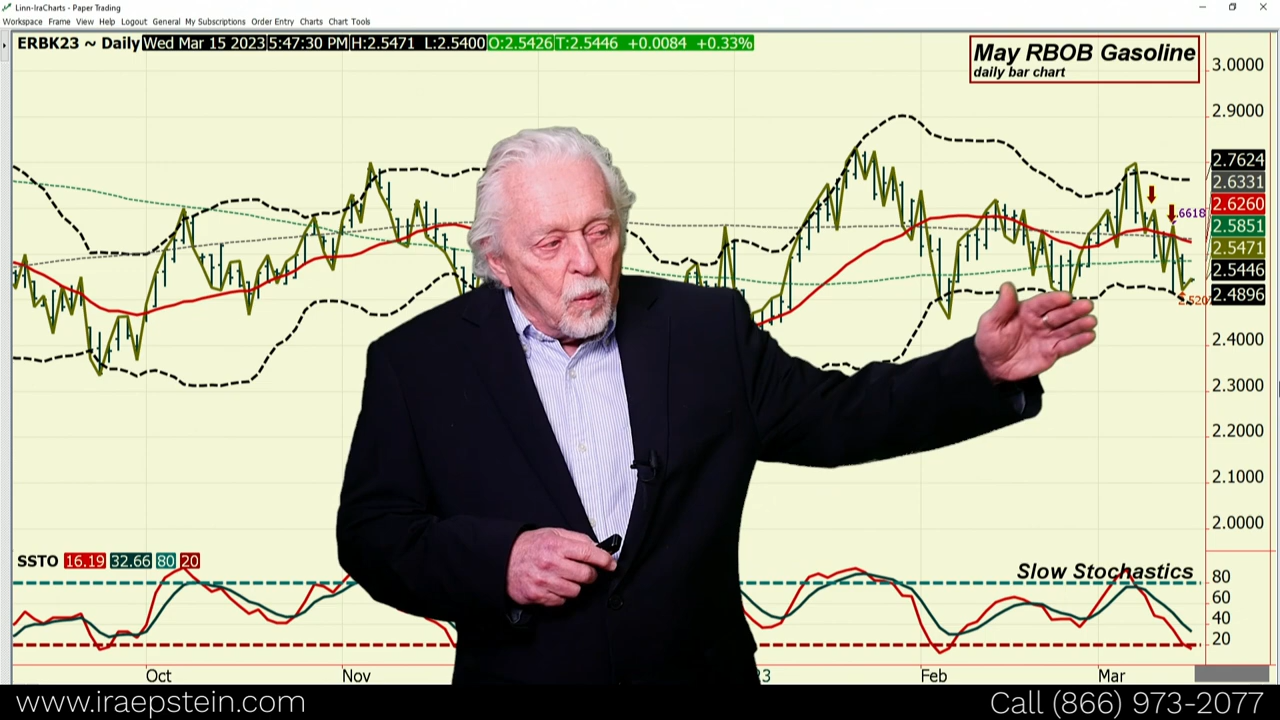 Linn-IraCharts - Paper Trading
Workspace Frame View Help Logout General My Subscriptions Order Entry Charts Chart Tools
ERBK23 ~ Daily Wed Mar 15 2023 5:47:30 PM H:2.5471 L:2.5400 O:2.5426 T:2.5446 +0.0084 +0.33%
May RBOB Gasoline
daily bar chart
3.0000
2.9000
2.7624
2.6331
2.6260
2.5851
2.5471
2.5446
2.4896
2.4000
2.3000
2.2000
2.1000
2.0000
SSTO 16.19 32.66 80 20
Slow Stochastics
80
60
40
20
Oct Nov Feb Mar
www.iraepstein.com
Call (866) 973-2077